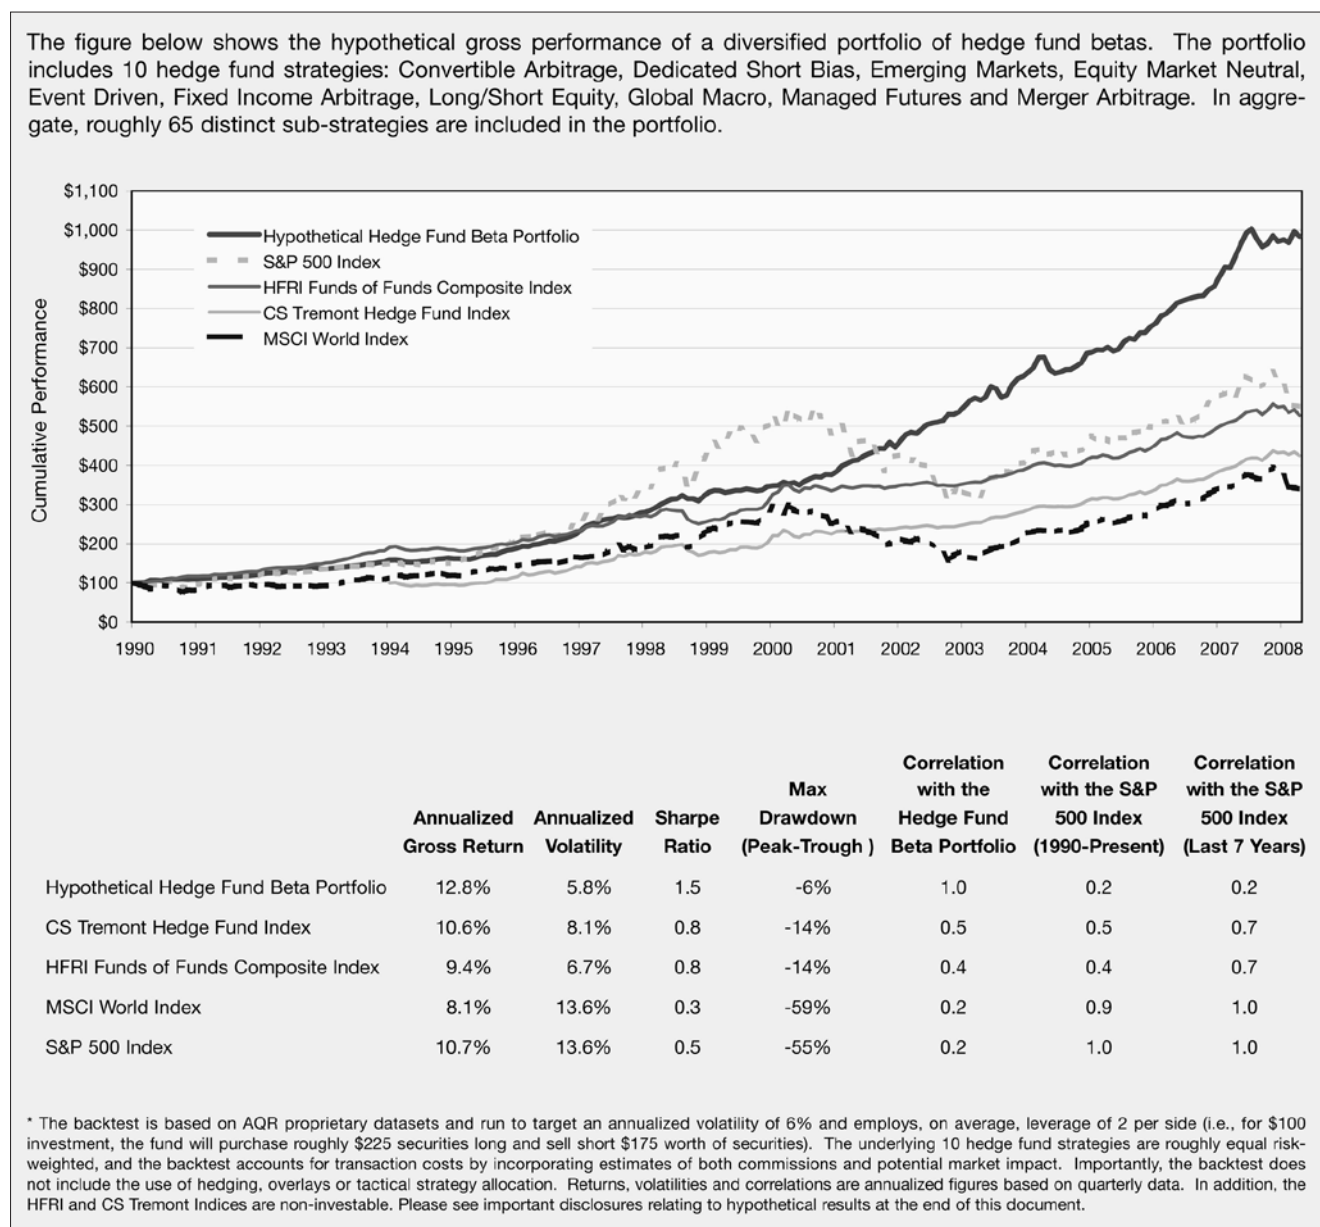 The figure below shows the hypothetical gross performance of a diversified portfolio of hedge fund betas. The portfolio
includes 10 hedge fund strategies: Convertible Arbitrage, Dedicated Short Bias, Emerging Markets, Equity Market Neutral,
Event Driven, Fixed Income Arbitrage, Long/Short Equity, Global Macro, Managed Futures and Merger Arbitrage. In aggre-
gate, roughly 65 distinct sub-strategies are included in the portfolio.
Cumulative Performance
$1,100
$1,000
$900
$800
$700
$600
$500
$400
$300
$200
$100
$0
Hypothetical Hedge Fund Beta Portfolio
S&P 500 Index
HFRI Funds of Funds Composite Index
CS Tremont Hedge Fund Index
MSCI World Index
1990 1991 1992 1993 1994 1995 1996 1997 1998 1999 2000 2001 2002 2003 2004 2005 2006 2007 2008
Correlation Correlation Correlation
Max with the with the S&P with the S&P
Annualized Annualized Sharpe Drawdown Hedge Fund 500 Index 500 Index
Gross Return Volatility Ratio (Peak-Trough ) Beta Portfolio (1990-Present) (Last 7 Years)
Hypothetical Hedge Fund Beta Portfolio 12.8% 5.8% 1.5 -6% 1.0 0.2 0.2
CS Tremont Hedge Fund Index 10.6% 8.1% 0.8 -14% 0.5 0.5 0.7
HFRI Funds of Funds Composite Index 9.4% 6.7% 0.8 -14% 0.4 0.4 0.7
MSCI World Index 8.1% 13.6% 0.3 -59% 0.2 0.9 1.0
S&P 500 Index 10.7% 13.6% 0.5 -55% 0.2 1.0 1.0
* The backtest is based on AQR proprietary datasets and run to target an annualized volatility of 6% and employs, on average, leverage of 2 per side (i.e., for $100
investment, the fund will purchase roughly $225 securities long and sell short $175 worth of securities). The underlying 10 hedge fund strategies are roughly equal risk-
weighted, and the backtest accounts for transaction costs by incorporating estimates of both commissions and potential market impact. Importantly, the backtest does
not include the use of hedging, overlays or tactical strategy allocation. Returns, volatilities and correlations are annualized figures based on quarterly data. In addition, the
HFRI and CS Tremont Indices are non-investable. Please see important disclosures relating to hypothetical results at the end of this document.